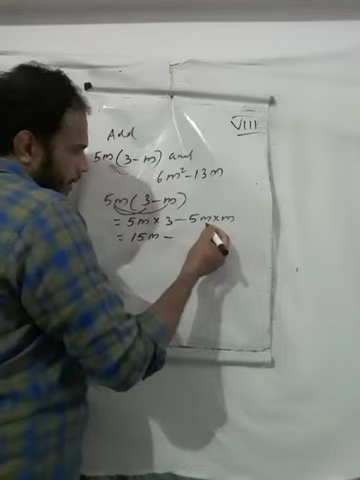 VIII
Add
5m(3-m) and
6m²-13m
5m(3-m)
= 5m × 3 - 5m×m
= 15m -